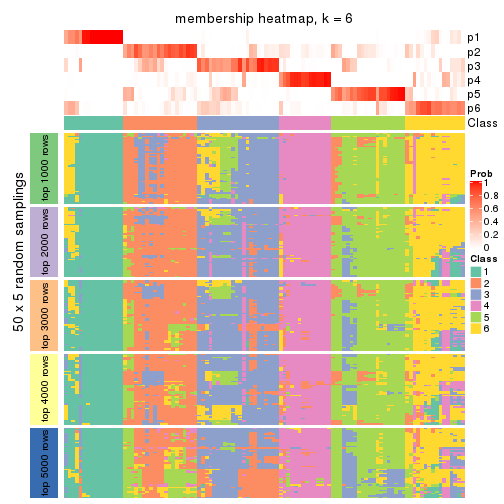 membership heatmap, k = 6
p1
p2
p3
p4
p5
p6
Class
50 x 5 random samplings
top 1000 rows
top 2000 rows
top 3000 rows
top 4000 rows
top 5000 rows
Prob
1
0.8
0.6
0.4
0.2
0
Class
1
2
3
4
5
6